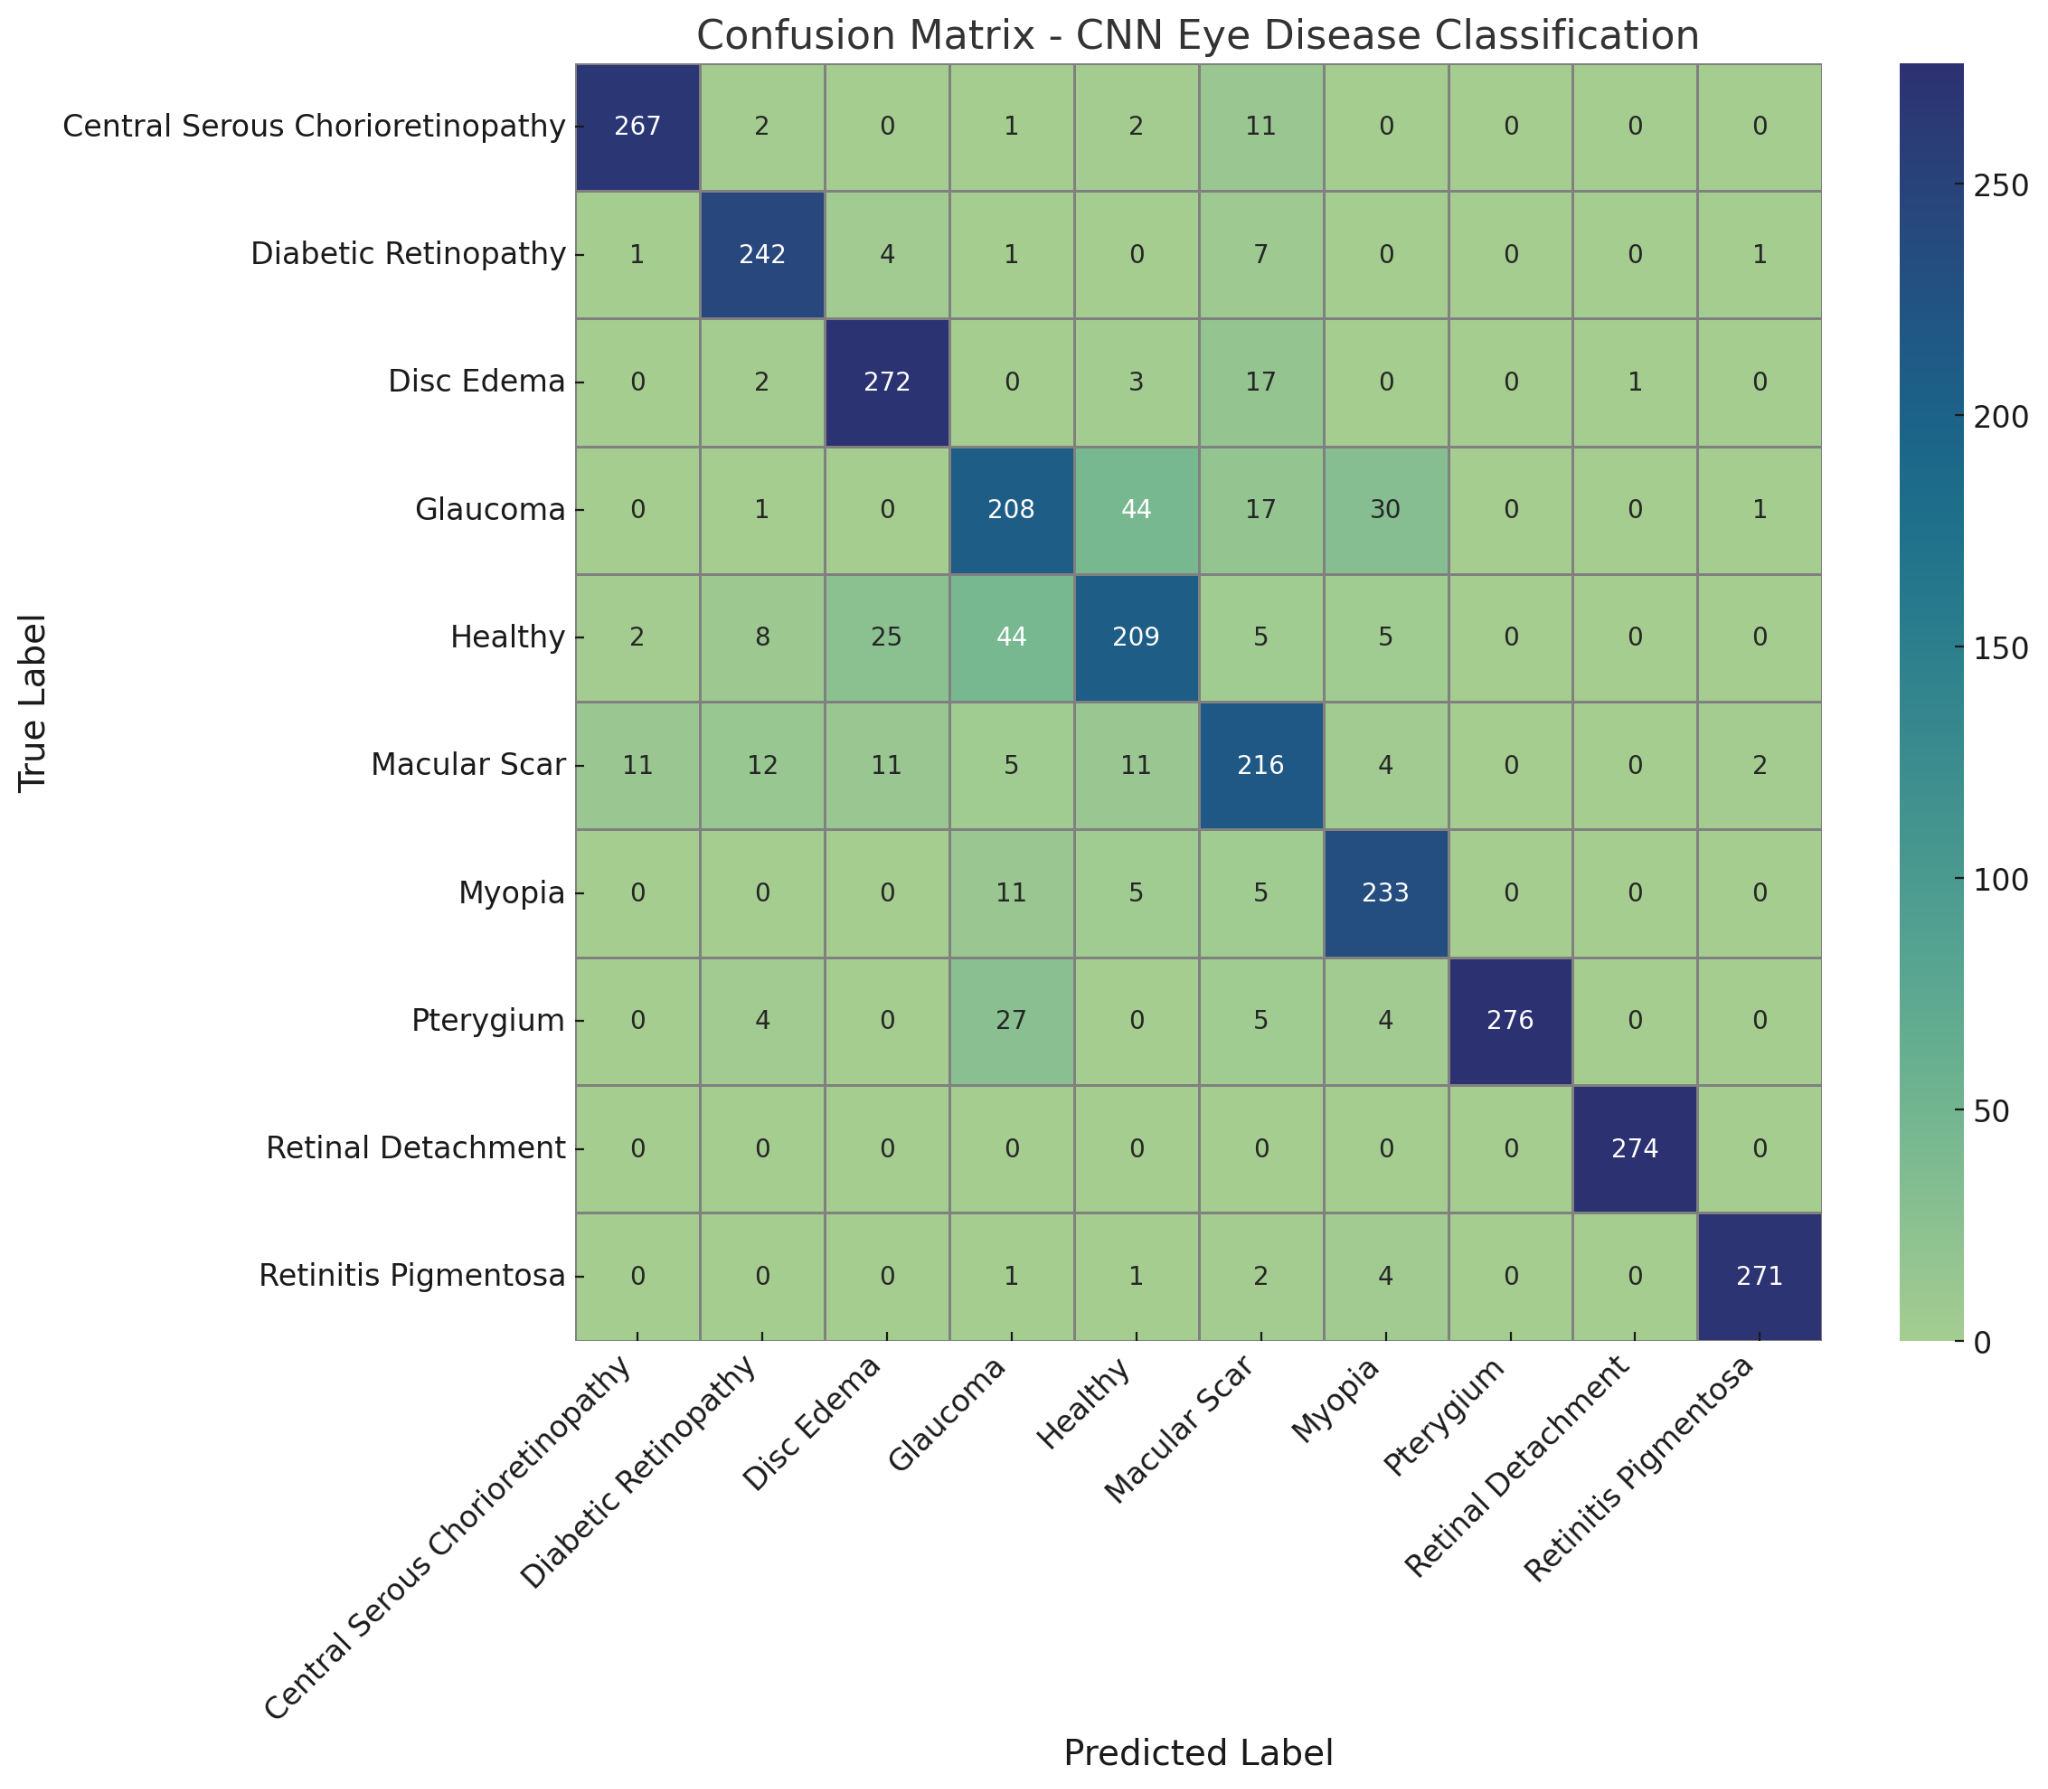 Confusion Matrix - CNN Eye Disease Classification
Central Serous Chorioretinopathy 267 2 0 1 2 11 0 0 0 0
Diabetic Retinopathy 1 242 4 1 0 7 0 0 0 1
Disc Edema 0 2 272 0 3 17 0 0 1 0
Glaucoma 0 1 0 208 44 17 30 0 0 1
Healthy 2 8 25 44 209 5 5 0 0 0
Macular Scar 11 12 11 5 11 216 4 0 0 2
Myopia 0 0 0 11 5 5 233 0 0 0
Pterygium 0 4 0 27 0 5 4 276 0 0
Retinal Detachment 0 0 0 0 0 0 0 0 274 0
Retinitis Pigmentosa 0 0 0 1 1 2 4 0 0 271
True Label
Central Serous Chorioretinopathy
Diabetic Retinopathy
Disc Edema
Glaucoma
Healthy
Macular Scar
Myopia
Pterygium
Retinal Detachment
Retinitis Pigmentosa
Predicted Label
250
200
150
100
50
0